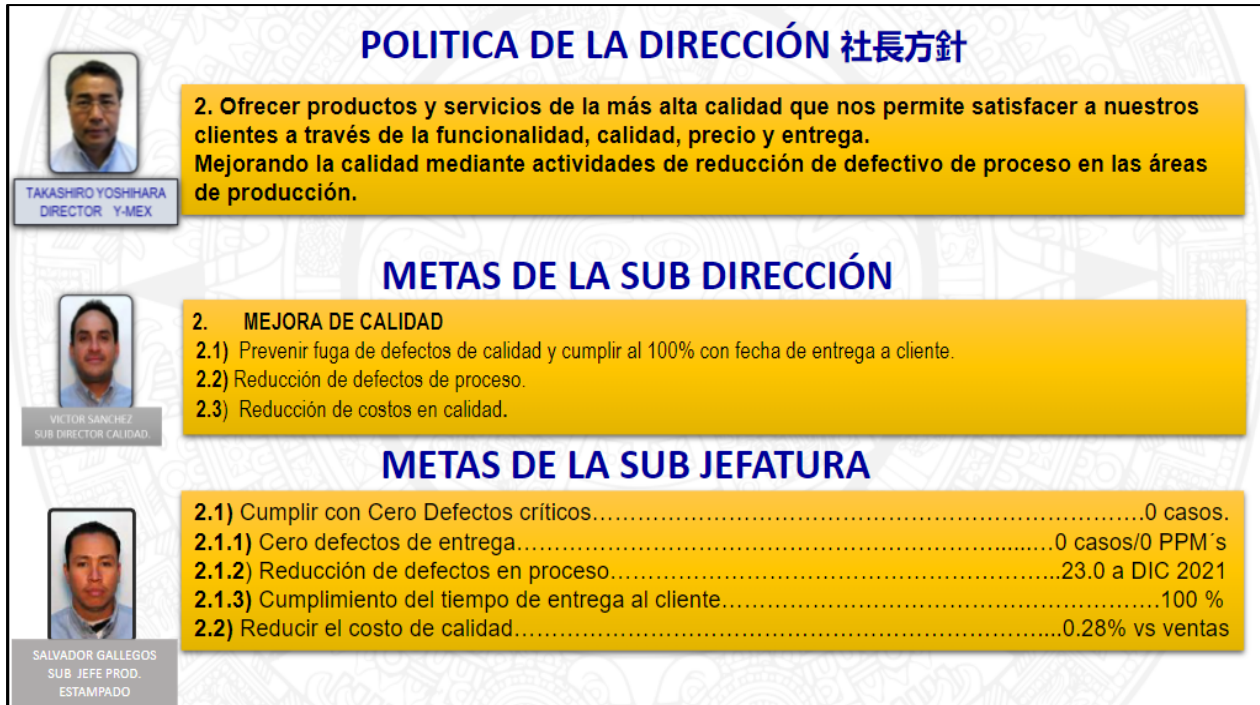 POLITICA DE LA DIRECCIÓN 社長方針
2. Ofrecer productos y servicios de la más alta calidad que nos permite satisfacer a nuestros
clientes a través de la funcionalidad, calidad, precio y entrega.
Mejorando la calidad mediante actividades de reducción de defectivo de proceso en las áreas
de producción.
TAKASHIRO YOSHIHARA
DIRECTOR Y-MEX
METAS DE LA SUB DIRECCIÓN
2. MEJORA DE CALIDAD
2.1) Prevenir fuga de defectos de calidad y cumplir al 100% con fecha de entrega a cliente.
2.2) Reducción de defectos de proceso.
2.3) Reducción de costos en calidad.
VICTOR SANCHEZ
SUB DIRECTOR CALIDAD.
METAS DE LA SUB JEFATURA
2.1) Cumplir con Cero Defectos críticos……………………………………………………………….0 casos.
2.1.1) Cero defectos de entrega……………………………………………………......…0 casos/0 PPM´s
2.1.2) Reducción de defectos en proceso…………………………………………………..23.0 a DIC 2021
2.1.3) Cumplimiento del tiempo de entrega al cliente…………………………………………….100 %
2.2) Reducir el costo de calidad……………………………………………………………...0.28% vs ventas
SALVADOR GALLEGOS
SUB JEFE PROD.
ESTAMPADO